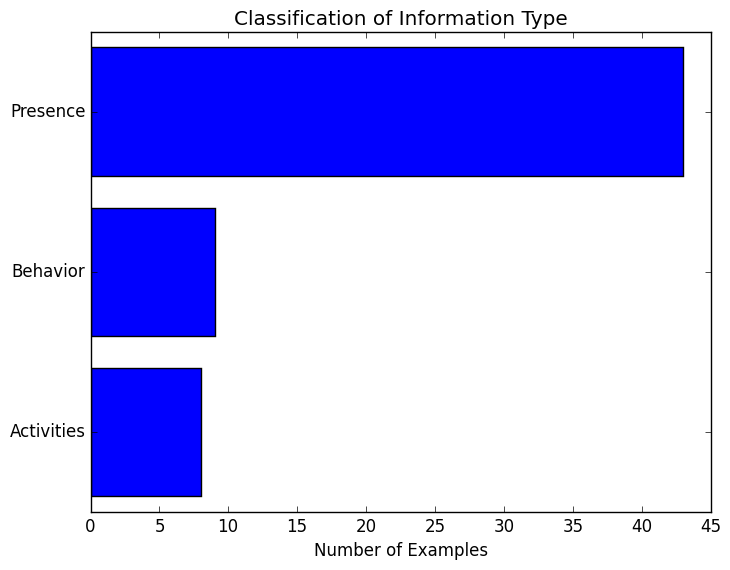 Classification of Information Type
Presence
Behavior
Activities
0 5 10 15 20 25 30 35 40 45
Number of Examples